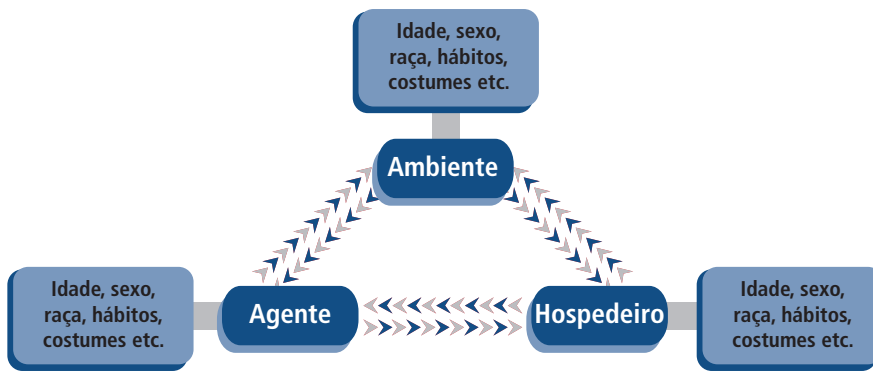 Idade, sexo,
raça, hábitos,
costumes etc.
Ambiente
Idade, sexo,
raça, hábitos,
costumes etc.
Agente
Hospedeiro
Idade, sexo,
raça, hábitos,
costumes etc.